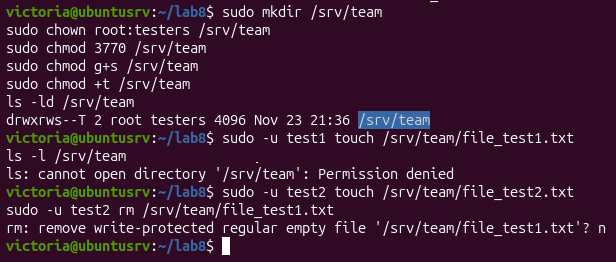 victoria@ubuntusrv:~/lab8$ sudo mkdir /srv/team
sudo chown root:testers /srv/team
sudo chmod 3770 /srv/team
sudo chmod g+s /srv/team
sudo chmod +t /srv/team
ls -ld /srv/team
drwxrws--T 2 root testers 4096 Nov 23 21:36 /srv/team
victoria@ubuntusrv:~/lab8$ sudo -u test1 touch /srv/team/file_test1.txt
ls -l /srv/team
ls: cannot open directory '/srv/team': Permission denied
victoria@ubuntusrv:~/lab8$ sudo -u test2 touch /srv/team/file_test2.txt
sudo -u test2 rm /srv/team/file_test1.txt
rm: remove write-protected regular empty file '/srv/team/file_test1.txt'? n
victoria@ubuntusrv:~/lab8$